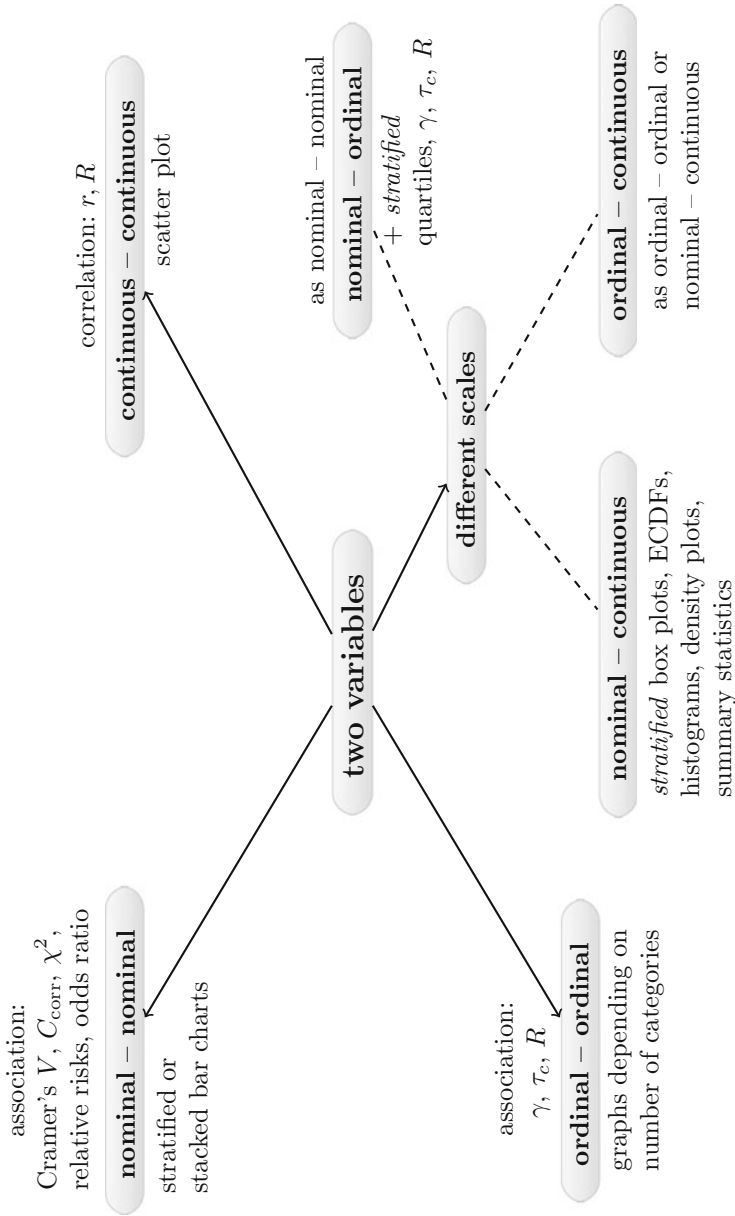 association:
Cramer's V, C_corr, χ²,
relative risks, odds ratio
nominal – nominal
stratified or
stacked bar charts
correlation: r, R
continuous – continuous
scatter plot
two variables
as nominal – nominal
nominal – ordinal
+ stratified
quartiles, γ, τ_c, R
different scales
association:
γ, τ_c, R
ordinal – ordinal
graphs depending on
number of categories
nominal – continuous
stratified box plots, ECDFs,
histograms, density plots,
summary statistics
ordinal – continuous
as ordinal – ordinal or
nominal – continuous